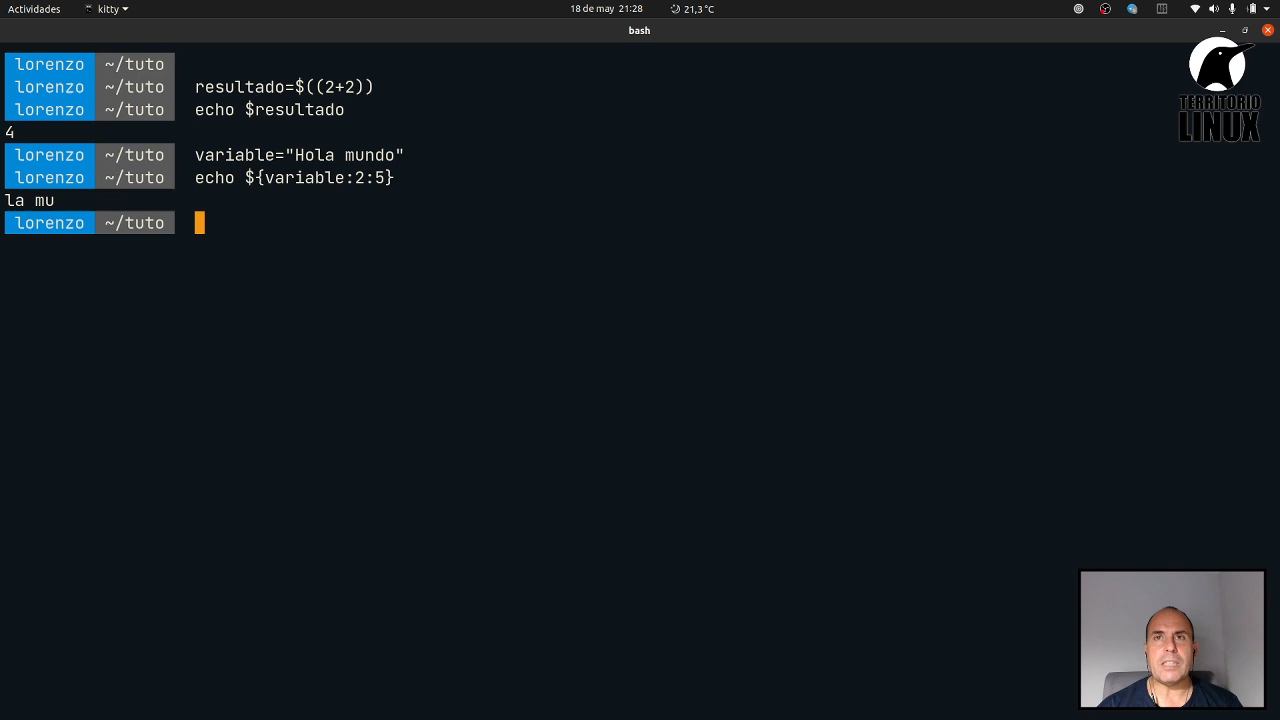 Actividades kitty 18 de may 21:28 21,3 °C
bash
TERRITORIO
LINUX
lorenzo ~/tuto
lorenzo ~/tuto resultado=$((2+2))
lorenzo ~/tuto echo $resultado
4
lorenzo ~/tuto variable="Hola mundo"
lorenzo ~/tuto echo ${variable:2:5}
la mu
lorenzo ~/tuto